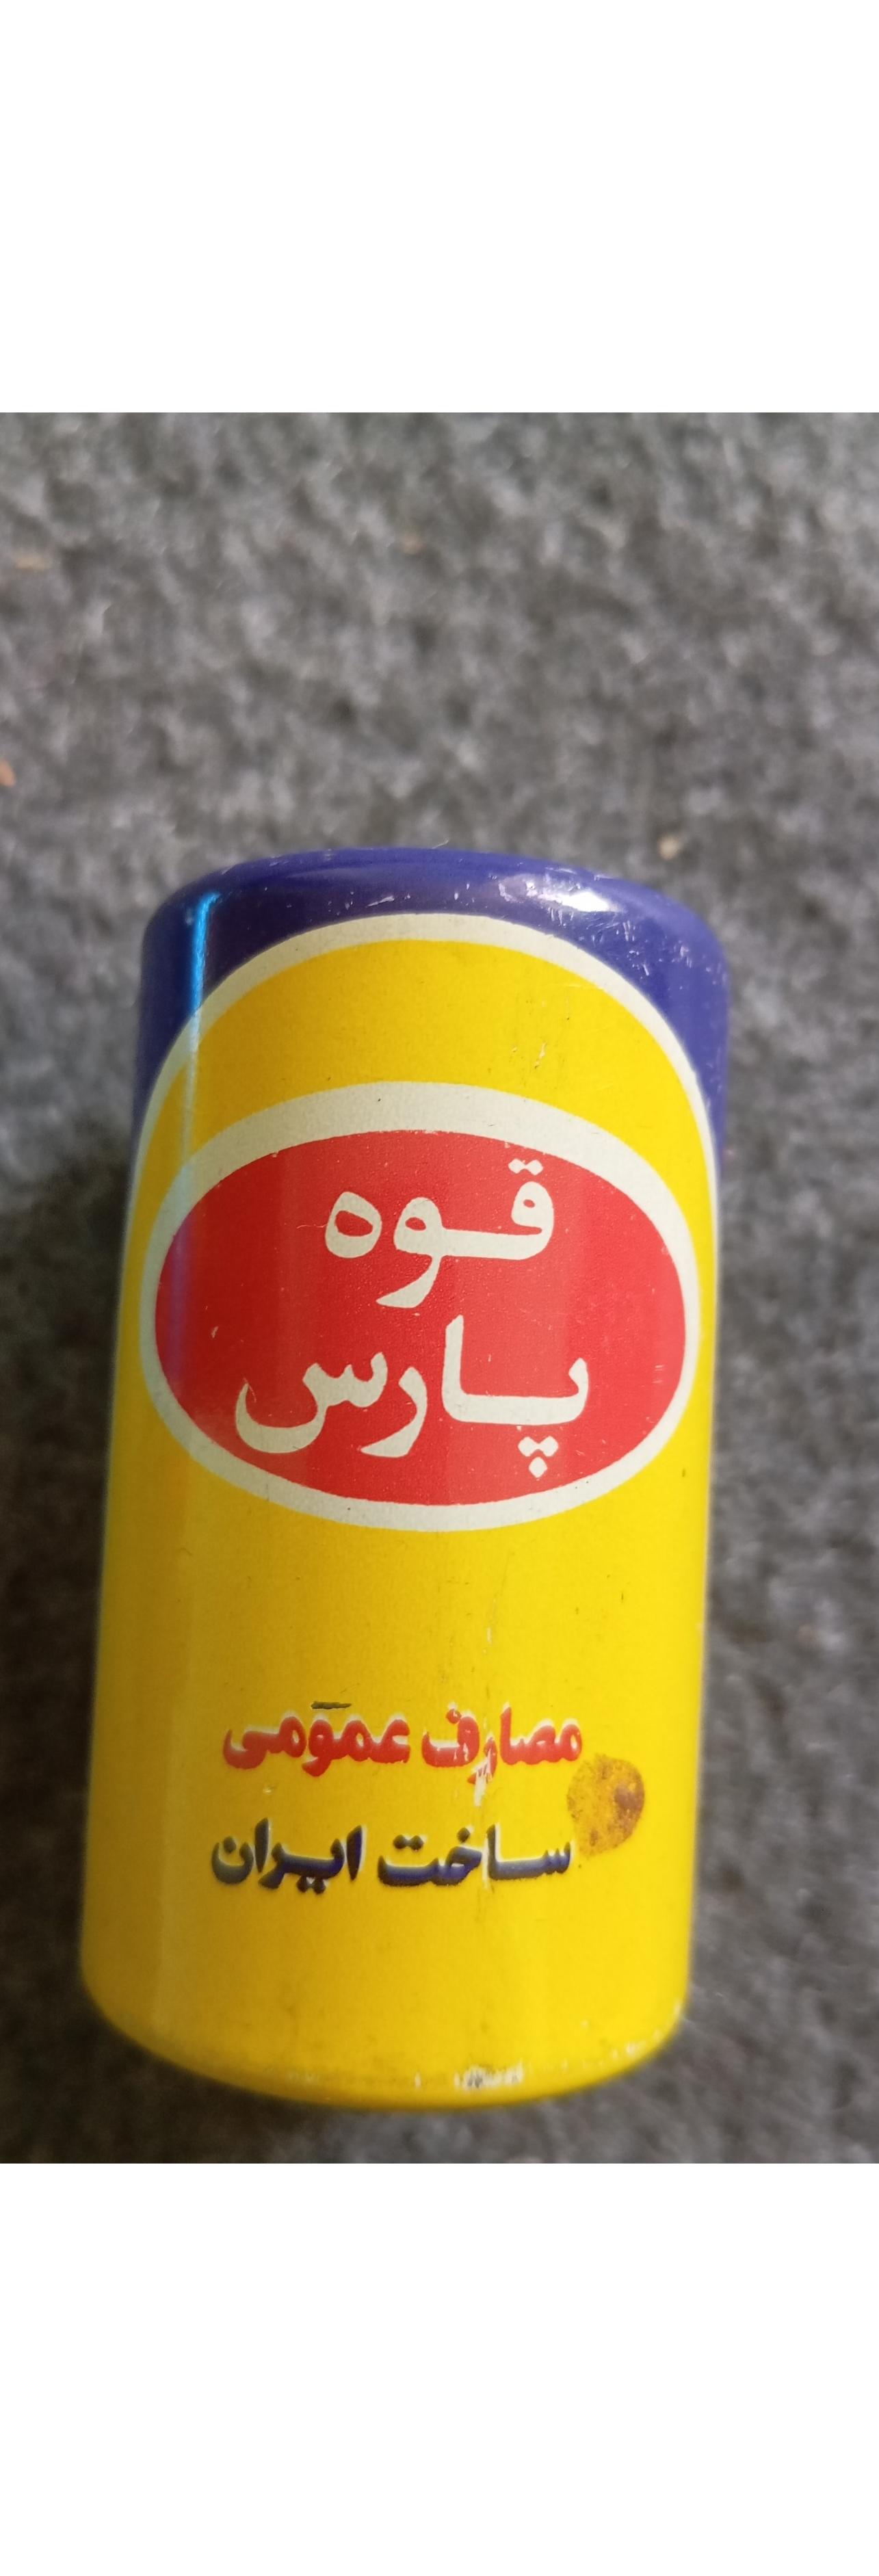 قوه
پارس
مصارف عمومی
ساخت ایران